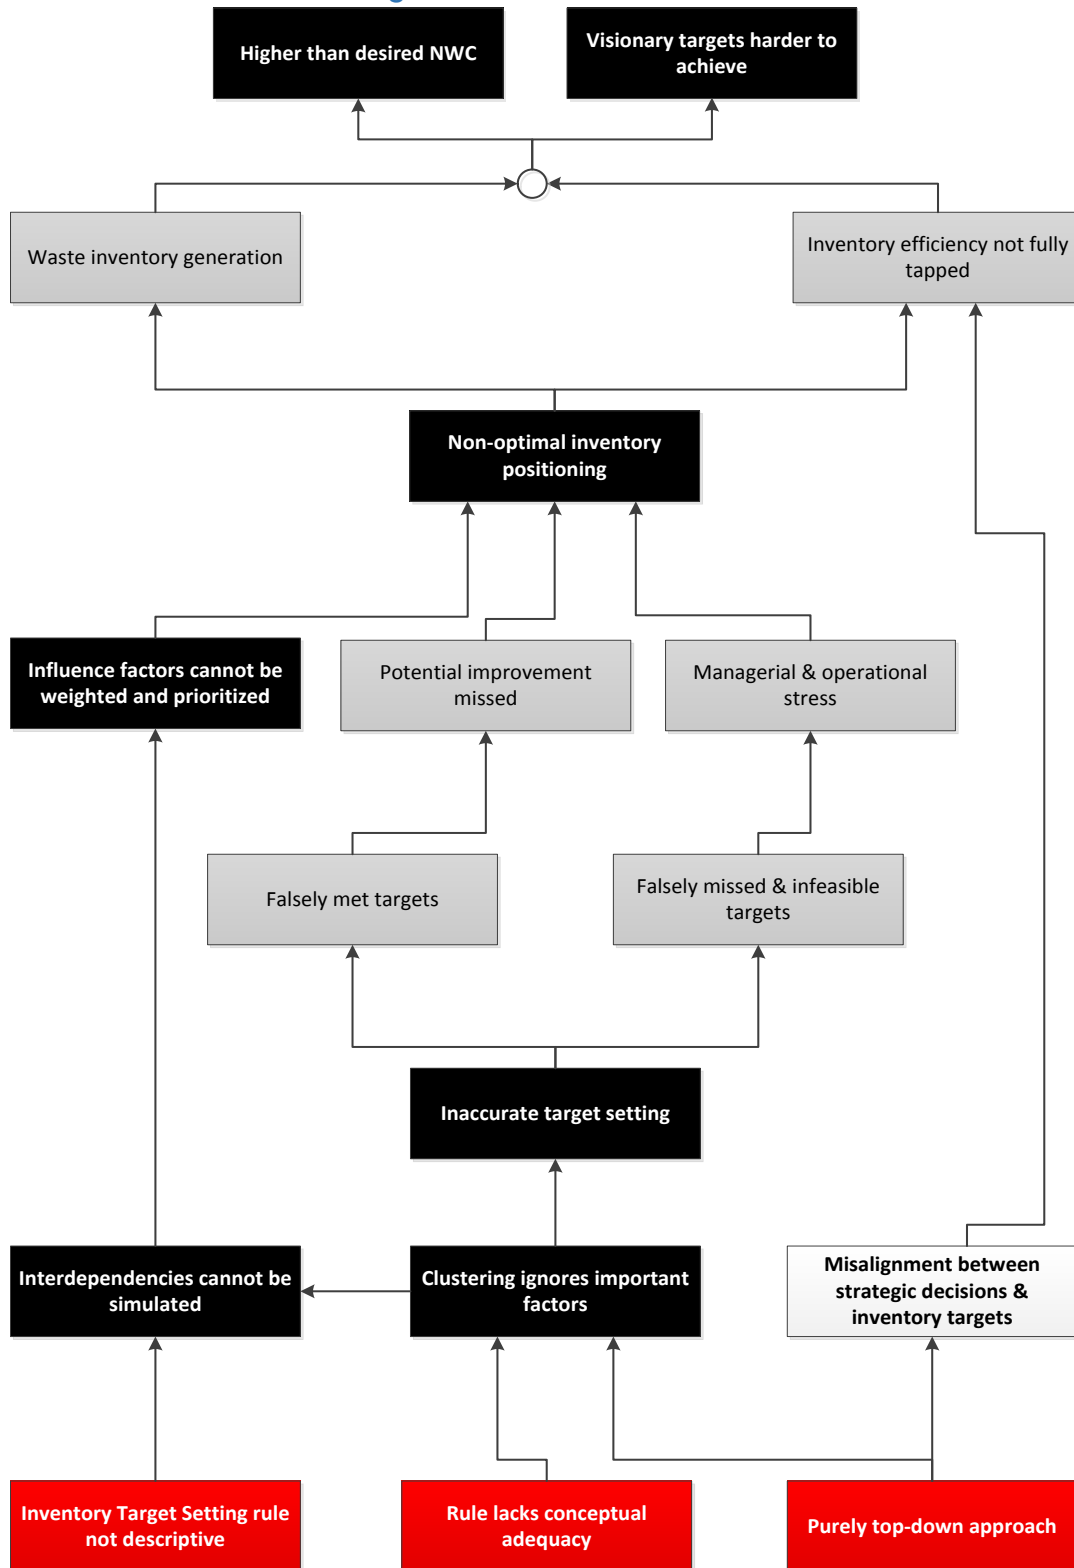 Higher than desired NWC
Visionary targets harder to
achieve
Waste inventory generation
Inventory efficiency not fully
tapped
Non-optimal inventory
positioning
Influence factors cannot be
weighted and prioritized
Potential improvement
missed
Managerial & operational
stress
Falsely met targets
Falsely missed & infeasible
targets
Inaccurate target setting
Interdependencies cannot be
simulated
Clustering ignores important
factors
Misalignment between
strategic decisions &
inventory targets
Inventory Target Setting rule
not descriptive
Rule lacks conceptual
adequacy
Purely top-down approach